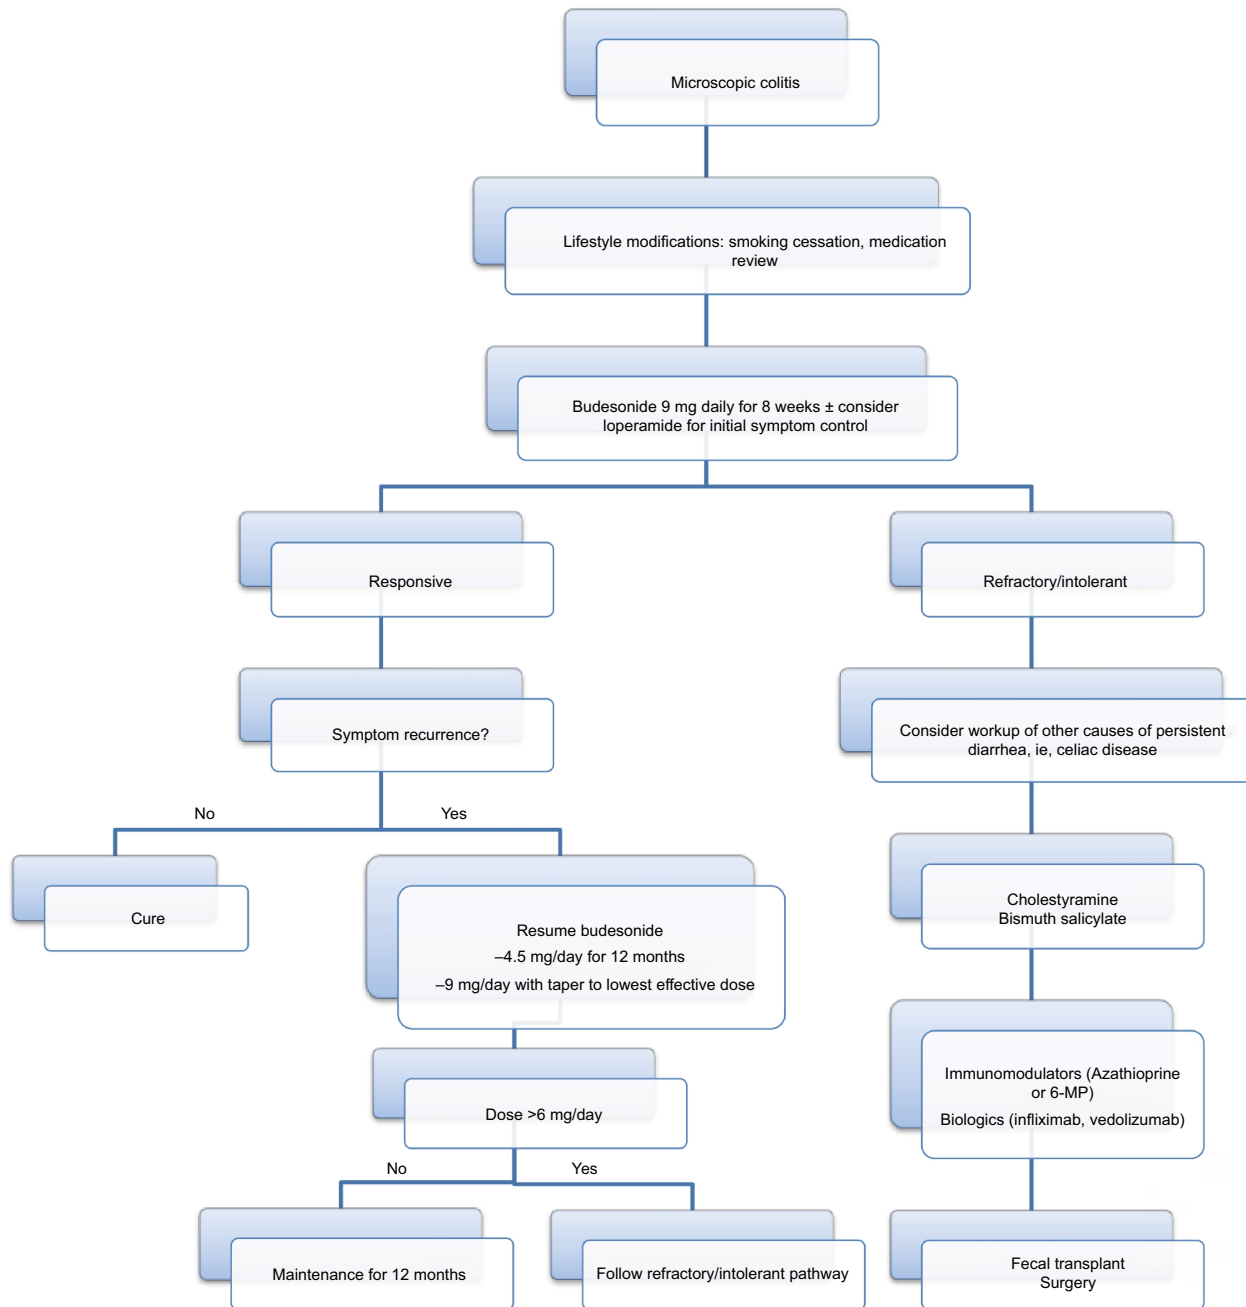 Microscopic colitis
Lifestyle modifications: smoking cessation, medication
review
Budesonide 9 mg daily for 8 weeks ± consider
loperamide for initial symptom control
Responsive
Refractory/intolerant
Symptom recurrence?
Consider workup of other causes of persistent
diarrhea, ie, celiac disease
No
Yes
Cure
Resume budesonide
–4.5 mg/day for 12 months
–9 mg/day with taper to lowest effective dose
Cholestyramine
Bismuth salicylate
Dose >6 mg/day
Immunomodulators (Azathioprine
or 6-MP)
Biologics (infliximab, vedolizumab)
No
Yes
Maintenance for 12 months
Follow refractory/intolerant pathway
Fecal transplant
Surgery